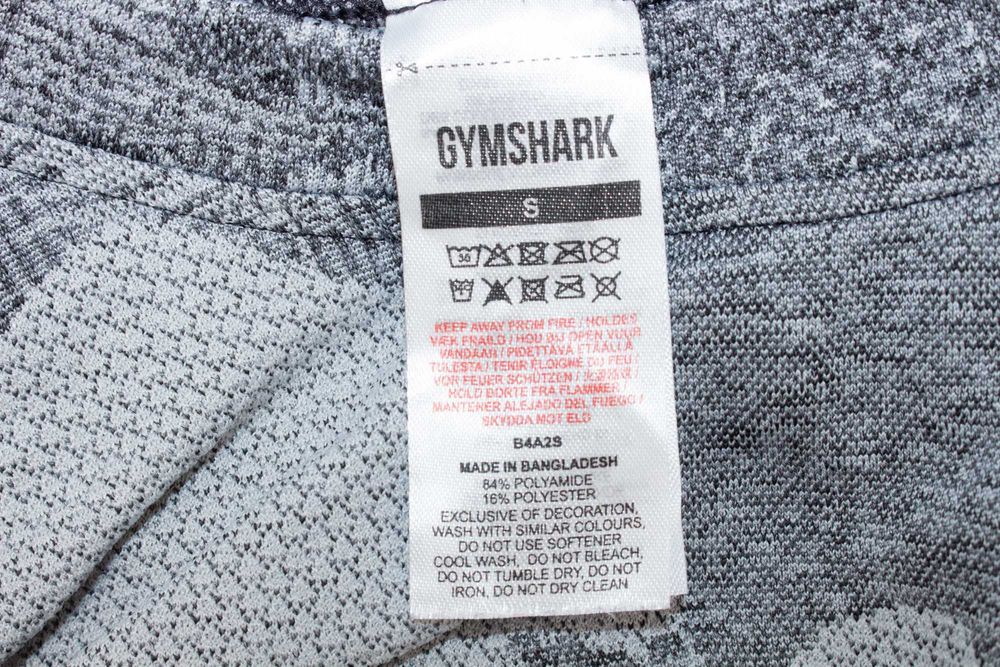 GYMSHARK
S
30
KEEP AWAY FROM FIRE / HOLDES
VÆK FRA ILD / HOU BIJ OPEN VUUR
VANDAAN / PIDETTÄVÄ ETÄÄLLÄ
TULESTA / TENIR ÉLOIGNÉ DU FEU /
VOR FEUER SCHÜTZEN /
HOLD BORTE FRA FLAMMER /
MANTENER ALEJADO DEL FUEGO /
SKYDDA MOT ELD
B4A2S
MADE IN BANGLADESH
84% POLYAMIDE
16% POLYESTER
EXCLUSIVE OF DECORATION,
WASH WITH SIMILAR COLOURS,
DO NOT USE SOFTENER
COOL WASH, DO NOT BLEACH,
DO NOT TUMBLE DRY, DO NOT
IRON, DO NOT DRY CLEAN